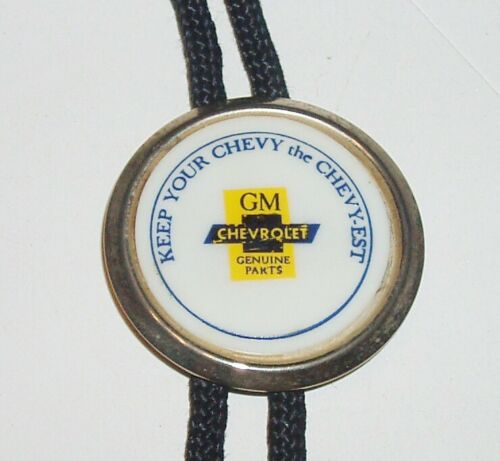 KEEP YOUR CHEVY the CHEVY-EST
GM
CHEVROLET
GENUINE
PARTS